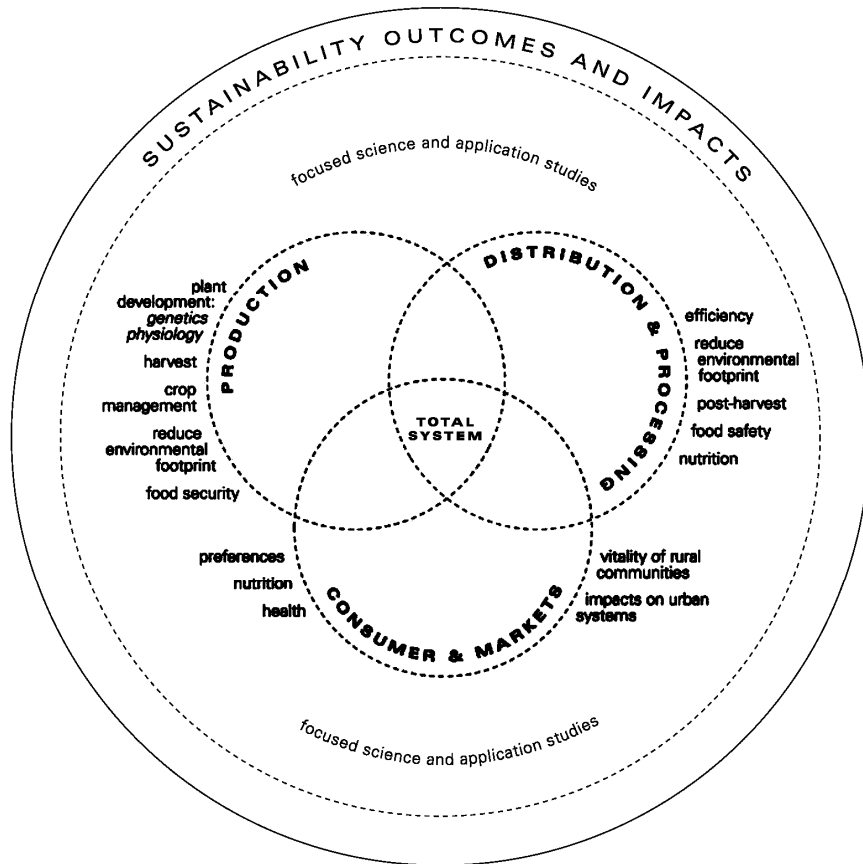 SUSTAINABILITY OUTCOMES AND IMPACTS
focused science and application studies
PRODUCTION
plant
development:
genetics
physiology
harvest
crop
management
reduce
environmental
footprint
food security
DISTRIBUTION & PROCESSING
efficiency
reduce
environmental
footprint
post-harvest
food safety
nutrition
TOTAL
SYSTEM
preferences
nutrition
health
CONSUMER & MARKETS
vitality of rural
communities
impacts on urban
systems
focused science and application studies